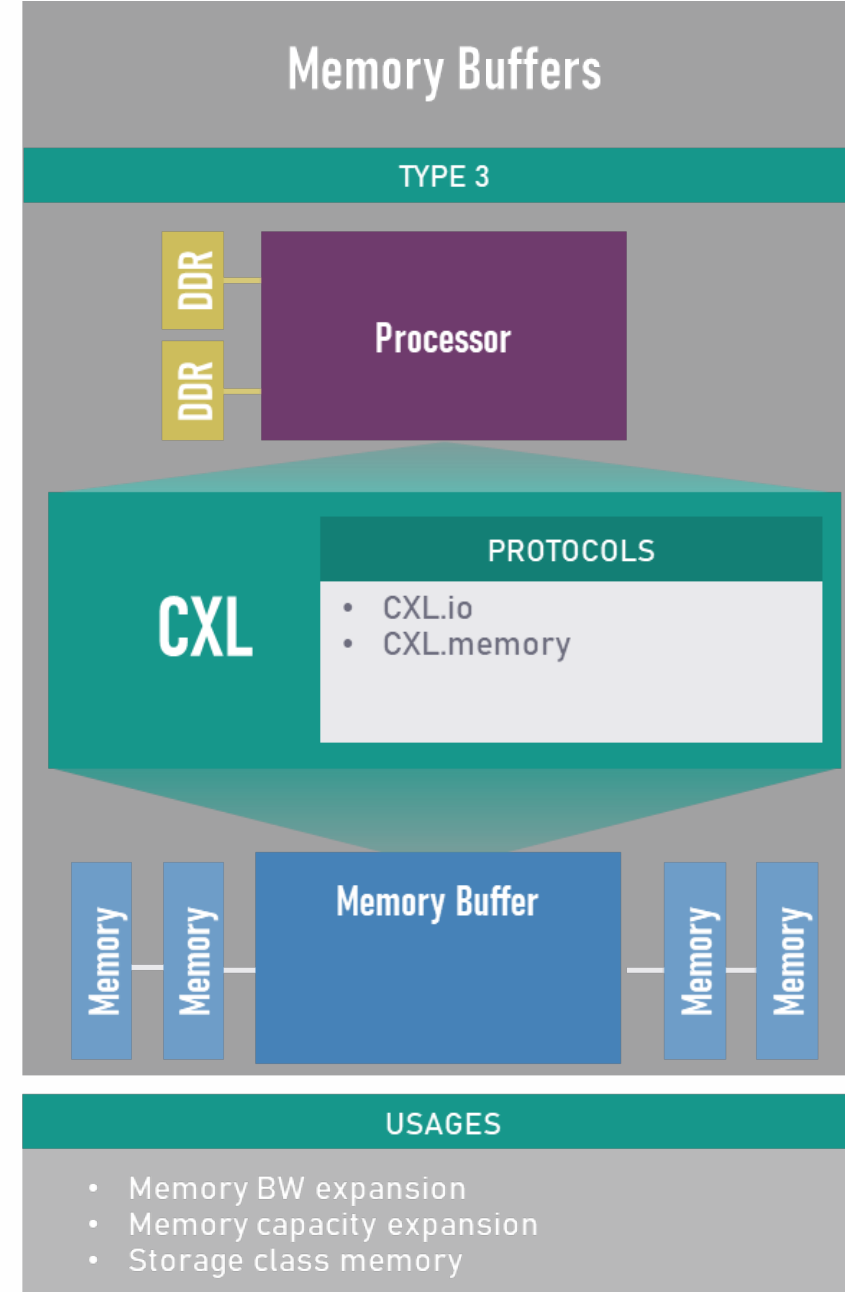 Memory Buffers
TYPE 3
DDR
DDR
Processor
CXL
PROTOCOLS
• CXL.io
• CXL.memory
Memory
Memory
Memory Buffer
Memory
Memory
USAGES
• Memory BW expansion
• Memory capacity expansion
• Storage class memory